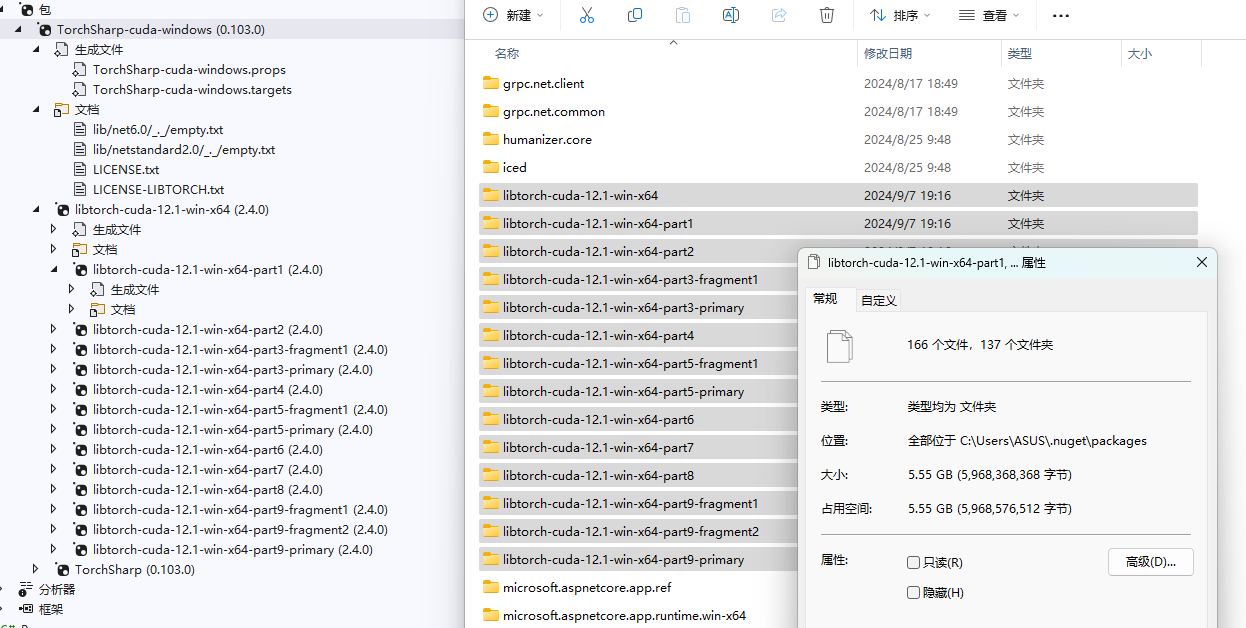 包
TorchSharp-cuda-windows (0.103.0)
生成文件
TorchSharp-cuda-windows.props
TorchSharp-cuda-windows.targets
文档
lib/net6.0/_._/empty.txt
lib/netstandard2.0/_._/empty.txt
LICENSE.txt
LICENSE-LIBTORCH.txt
libtorch-cuda-12.1-win-x64 (2.4.0)
生成文件
文档
libtorch-cuda-12.1-win-x64-part1 (2.4.0)
生成文件
文档
libtorch-cuda-12.1-win-x64-part2 (2.4.0)
libtorch-cuda-12.1-win-x64-part3-fragment1 (2.4.0)
libtorch-cuda-12.1-win-x64-part3-primary (2.4.0)
libtorch-cuda-12.1-win-x64-part4 (2.4.0)
libtorch-cuda-12.1-win-x64-part5-fragment1 (2.4.0)
libtorch-cuda-12.1-win-x64-part5-primary (2.4.0)
libtorch-cuda-12.1-win-x64-part6 (2.4.0)
libtorch-cuda-12.1-win-x64-part7 (2.4.0)
libtorch-cuda-12.1-win-x64-part8 (2.4.0)
libtorch-cuda-12.1-win-x64-part9-fragment1 (2.4.0)
libtorch-cuda-12.1-win-x64-part9-fragment2 (2.4.0)
libtorch-cuda-12.1-win-x64-part9-primary (2.4.0)
TorchSharp (0.103.0)
分析器
框架
新建 排序 查看 ···
名称 修改日期 类型 大小
grpc.net.client 2024/8/17 18:49 文件夹
grpc.net.common 2024/8/17 18:49 文件夹
humanizer.core 2024/8/25 9:48 文件夹
iced 2024/8/25 9:48 文件夹
libtorch-cuda-12.1-win-x64 2024/9/7 19:16 文件夹
libtorch-cuda-12.1-win-x64-part1 2024/9/7 19:16 文件夹
libtorch-cuda-12.1-win-x64-part2
libtorch-cuda-12.1-win-x64-part3-fragment1
libtorch-cuda-12.1-win-x64-part3-primary
libtorch-cuda-12.1-win-x64-part4
libtorch-cuda-12.1-win-x64-part5-fragment1
libtorch-cuda-12.1-win-x64-part5-primary
libtorch-cuda-12.1-win-x64-part6
libtorch-cuda-12.1-win-x64-part7
libtorch-cuda-12.1-win-x64-part8
libtorch-cuda-12.1-win-x64-part9-fragment1
libtorch-cuda-12.1-win-x64-part9-fragment2
libtorch-cuda-12.1-win-x64-part9-primary
microsoft.aspnetcore.app.ref
microsoft.aspnetcore.app.runtime.win-x64
libtorch-cuda-12.1-win-x64-part1, ... 属性
常规 自定义
166 个文件，137 个文件夹
类型: 类型均为 文件夹
位置: 全部位于 C:\Users\ASUS\.nuget\packages
大小: 5.55 GB (5,968,368,368 字节)
占用空间: 5.55 GB (5,968,576,512 字节)
属性: 只读(R) 高级(D)...
隐藏(H)